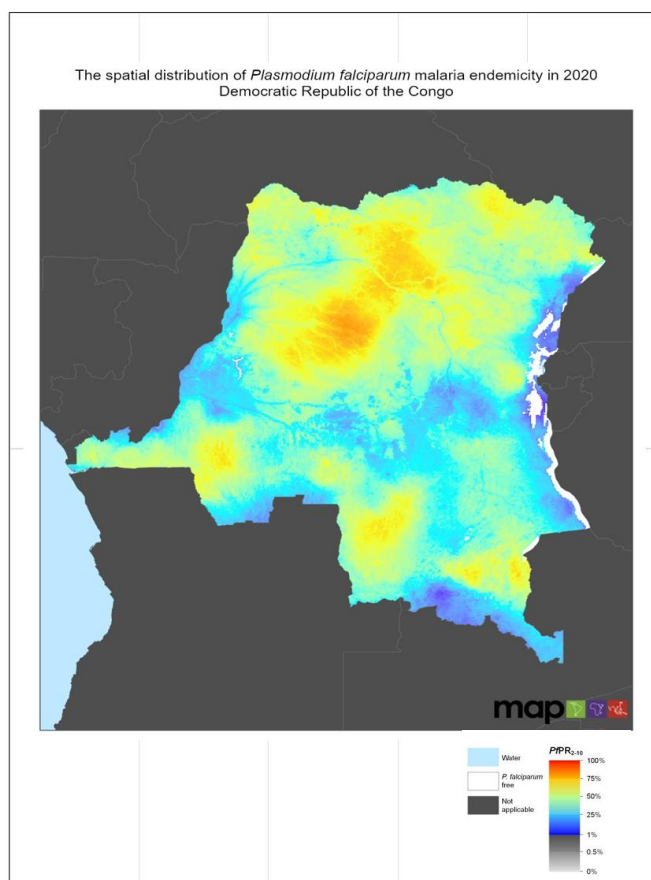 The spatial distribution of Plasmodium falciparum malaria endemicity in 2020
Democratic Republic of the Congo
map
Water
P. falciparum
free
Not
applicable
PfPR2-10
100%
75%
50%
25%
1%
0.5%
0%